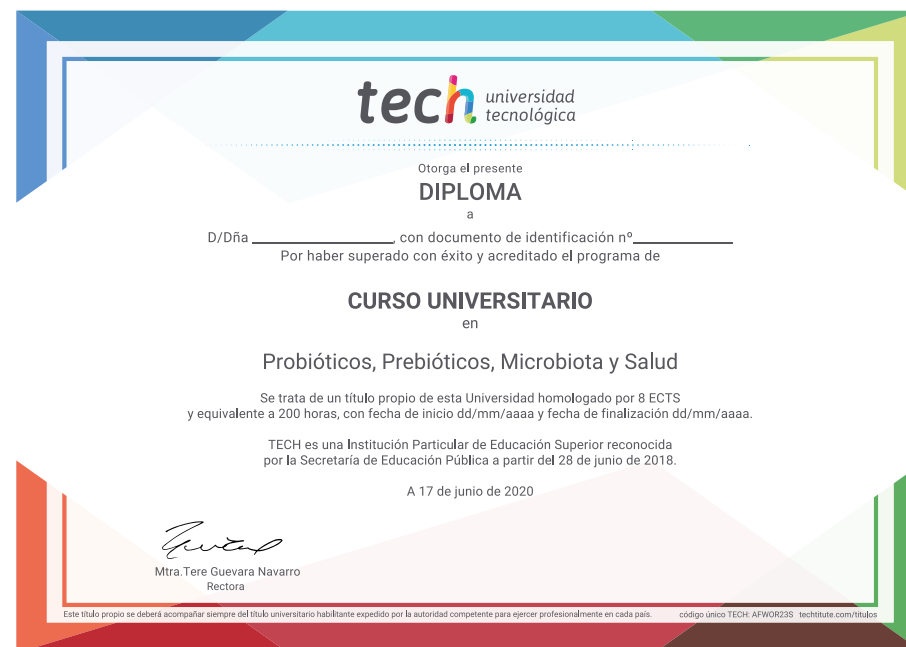 tech universidad
tecnológica
Otorga el presente
DIPLOMA
a
D/Dña ____________________, con documento de identificación nº______________
Por haber superado con éxito y acreditado el programa de
CURSO UNIVERSITARIO
en
Probióticos, Prebióticos, Microbiota y Salud
Se trata de un título propio de esta Universidad homologado por 8 ECTS
y equivalente a 200 horas, con fecha de inicio dd/mm/aaaa y fecha de finalización dd/mm/aaaa.
TECH es una Institución Particular de Educación Superior reconocida
por la Secretaría de Educación Pública a partir del 28 de junio de 2018.
A 17 de junio de 2020
Mtra.Tere Guevara Navarro
Rectora
Este título propio se deberá acompañar siempre del título universitario habilitante expedido por la autoridad competente para ejercer profesionalmente en cada país. código único TECH: AFWOR23S techtitute.com/titulos